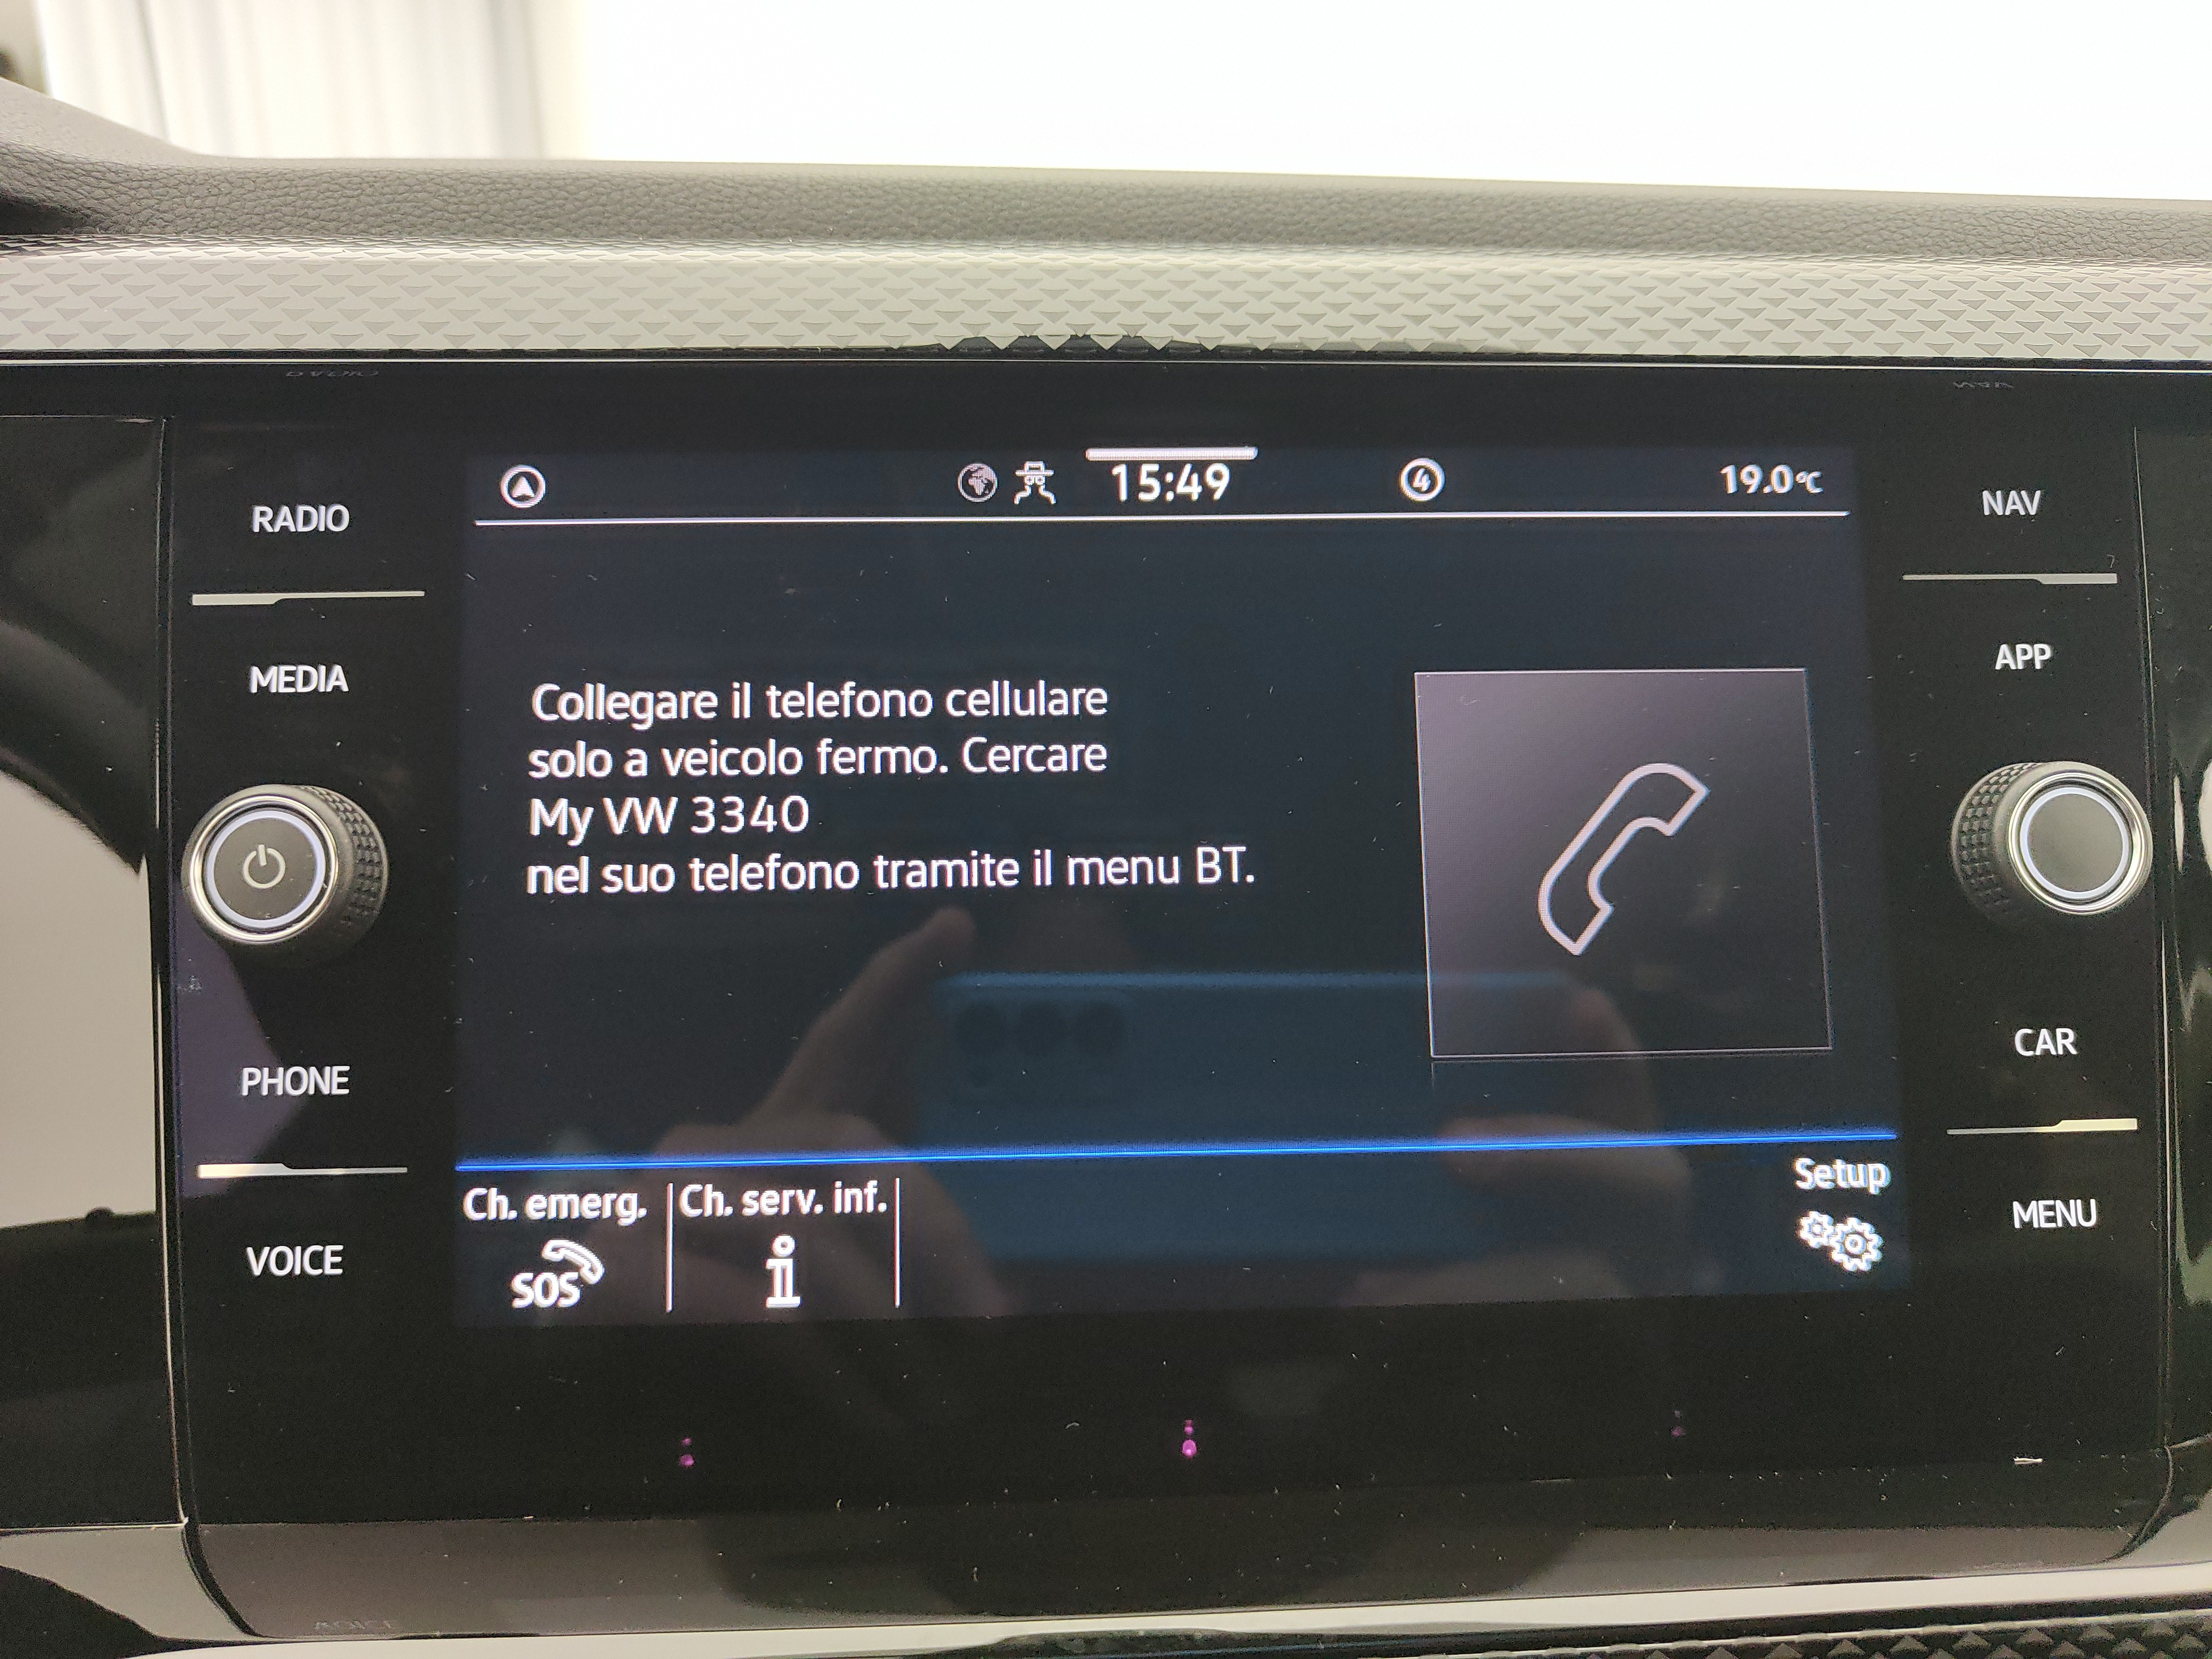 15:49
4
19.0°C
RADIO
MEDIA
PHONE
VOICE
Collegare il telefono cellulare
solo a veicolo fermo. Cercare
My VW 3340
nel suo telefono tramite il menu BT.
Ch. emerg.
SOS
Ch. serv. inf.
i
Setup
NAV
APP
CAR
MENU